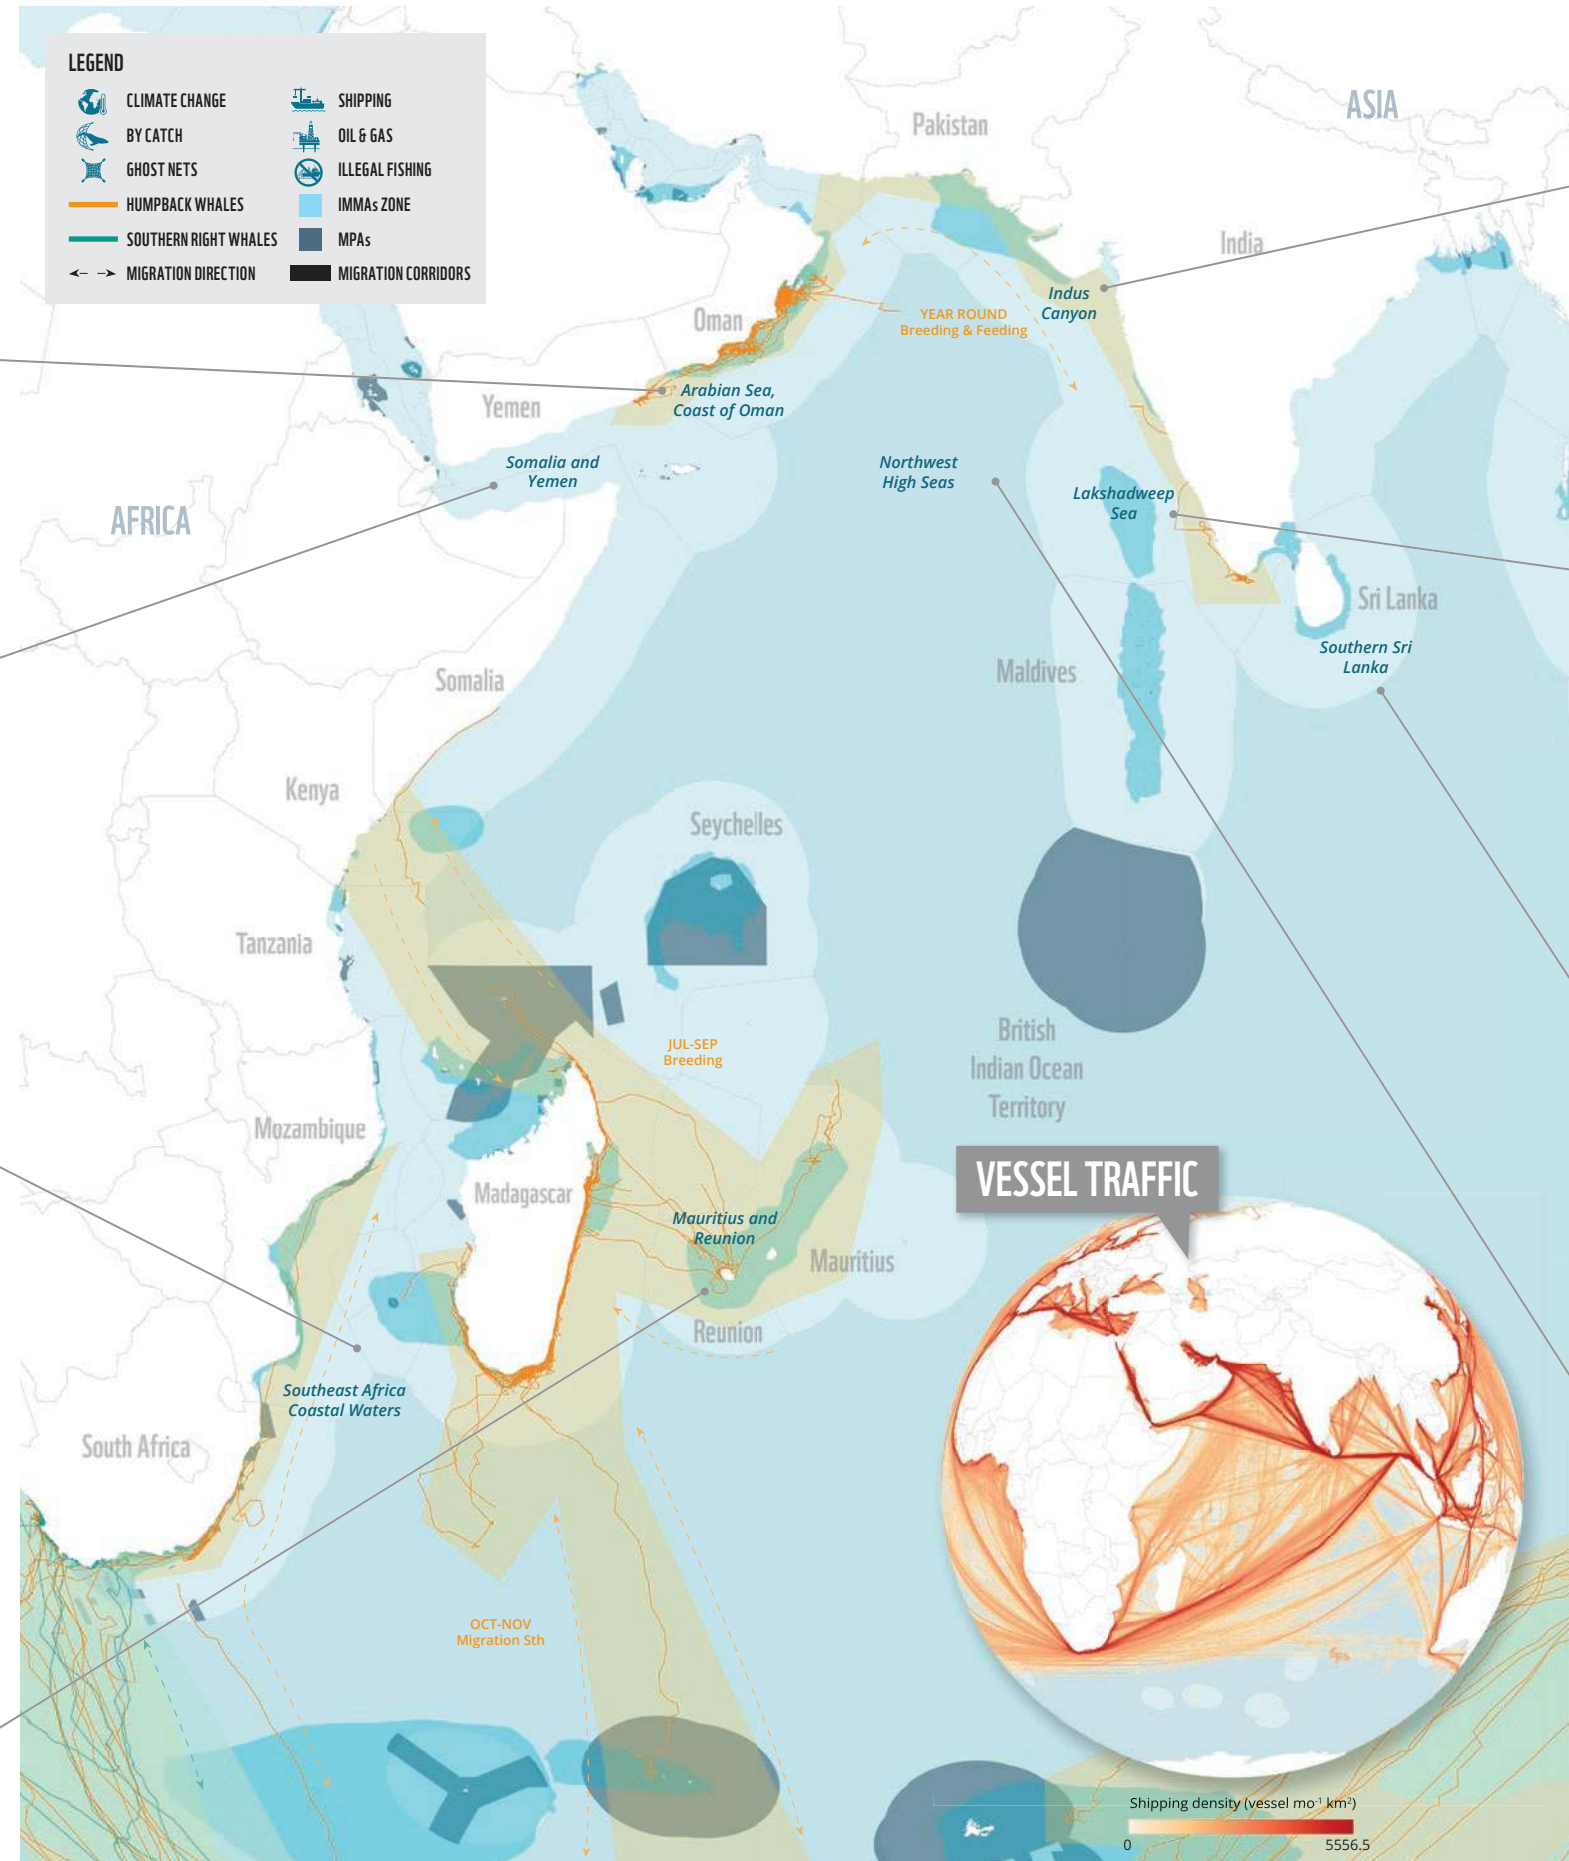 LEGEND
CLIMATE CHANGE
BY CATCH
GHOST NETS
HUMPBACK WHALES
SOUTHERN RIGHT WHALES
MIGRATION DIRECTION
SHIPPING
OIL & GAS
ILLEGAL FISHING
IMMAs ZONE
MPAs
MIGRATION CORRIDORS
ASIA
Pakistan
India
Indus
Canyon
YEAR ROUND
Breeding & Feeding
Oman
Arabian Sea,
Coast of Oman
Yemen
Somalia and
Yemen
Northwest
High Seas
Lakshadweep
Sea
AFRICA
Sri Lanka
Southern Sri
Lanka
Maldives
Somalia
Kenya
Seychelles
Tanzania
British
Indian Ocean
Territory
JUL-SEP
Breeding
Mozambique
Madagascar
Mauritius and
Reunion
Mauritius
Reunion
VESSEL TRAFFIC
Southeast Africa
Coastal Waters
South Africa
OCT-NOV
Migration Sth
Shipping density (vessel mo⁻¹ km²)
0
5556.5